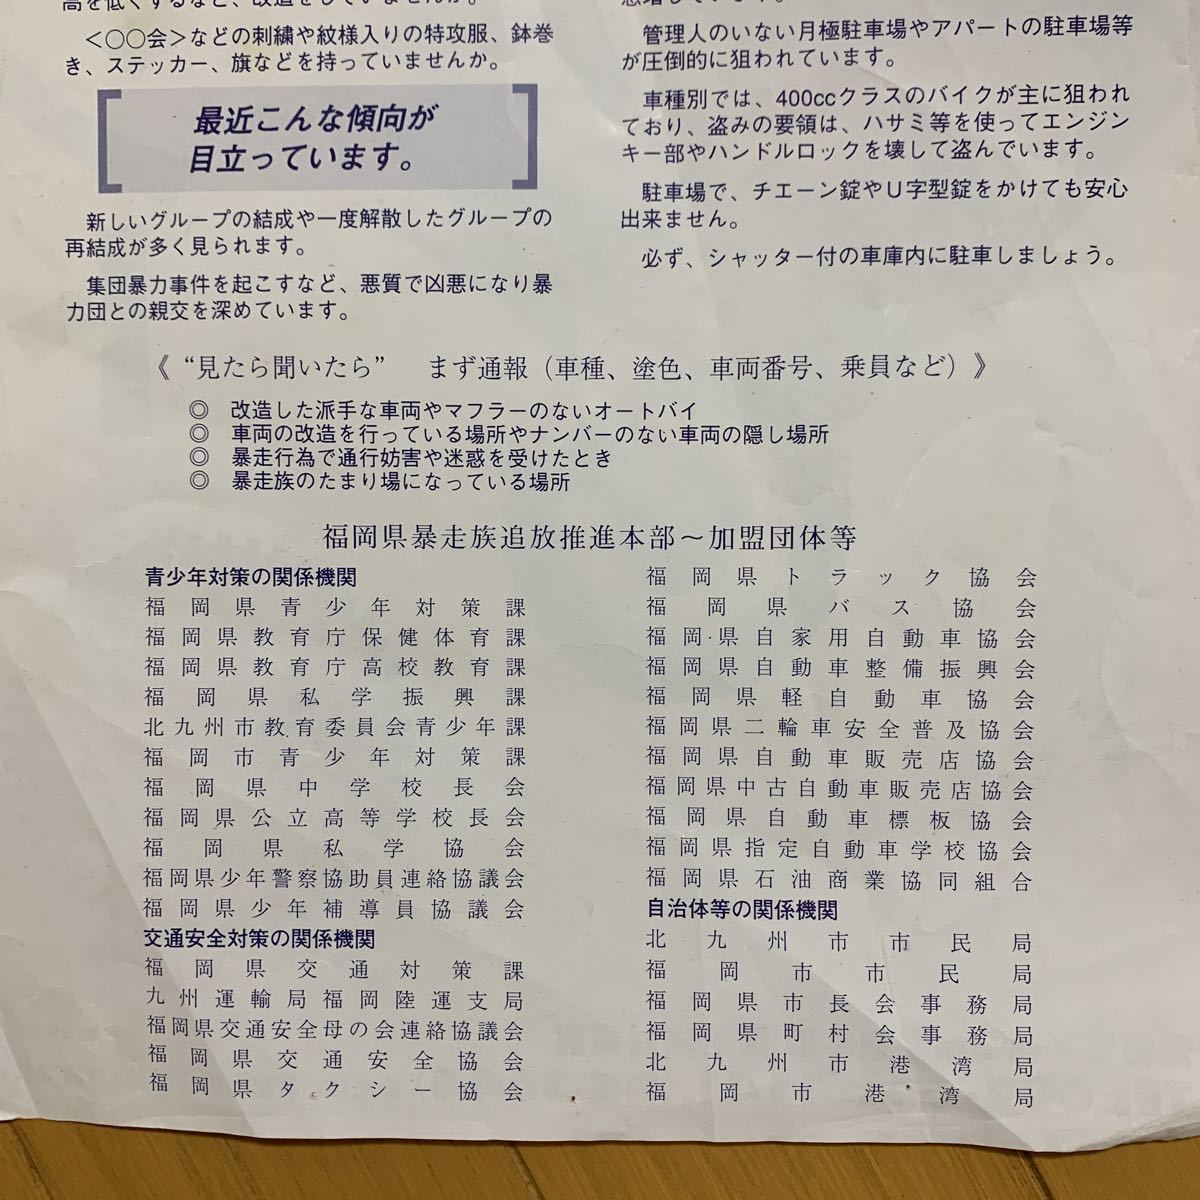 高を低くするなど、改造をしていませんか。
＜○○会＞などの刺繍や紋様入りの特攻服、鉢巻
き、ステッカー、旗などを持っていませんか。
最近こんな傾向が
目立っています。
新しいグループの結成や一度解散したグループの
再結成が多く見られます。
集団暴力事件を起こすなど、悪質で凶悪になり暴
力団との親交を深めています。
管理人のいない月極駐車場やアパートの駐車場等
が圧倒的に狙われています。
車種別では、400ccクラスのバイクが主に狙われ
ており、盗みの要領は、ハサミ等を使ってエンジン
キー部やハンドルロックを壊して盗んでいます。
駐車場で、チエーン錠やU字型錠をかけても安心
出来ません。
必ず、シャッター付の車庫内に駐車しましょう。
《 “見たら聞いたら” まず通報（車種、塗色、車両番号、乗員など）》
◎ 改造した派手な車両やマフラーのないオートバイ
◎ 車両の改造を行っている場所やナンバーのない車両の隠し場所
◎ 暴走行為で通行妨害や迷惑を受けたとき
◎ 暴走族のたまり場になっている場所
福岡県暴走族追放推進本部～加盟団体等
青少年対策の関係機関
福岡県青少年対策課
福岡県教育庁保健体育課
福岡県教育庁高校教育課
福岡県私学振興課
北九州市教育委員会青少年課
福岡市青少年対策課
福岡県中学校長会
福岡県公立高等学校長会
福岡県私学協会
福岡県少年警察協助員連絡協議会
福岡県少年補導員協議会
交通安全対策の関係機関
福岡県交通対策課
九州運輸局福岡陸運支局
福岡県交通安全母の会連絡協議会
福岡県交通安全協会
福岡県タクシー協会
福岡県トラック協会
福岡県バス協会
福岡県自家用自動車協会
福岡県自動車整備振興会
福岡県軽自動車協会
福岡県二輪車安全普及協会
福岡県自動車販売店協会
福岡県中古自動車販売店協会
福岡県自動車標板協会
福岡県指定自動車学校協会
福岡県石油商業協同組合
自治体等の関係機関
北九州市市民局
福岡市市民局
福岡県市長会事務局
福岡県町村会事務局
北九州市港湾局
福岡市港湾局